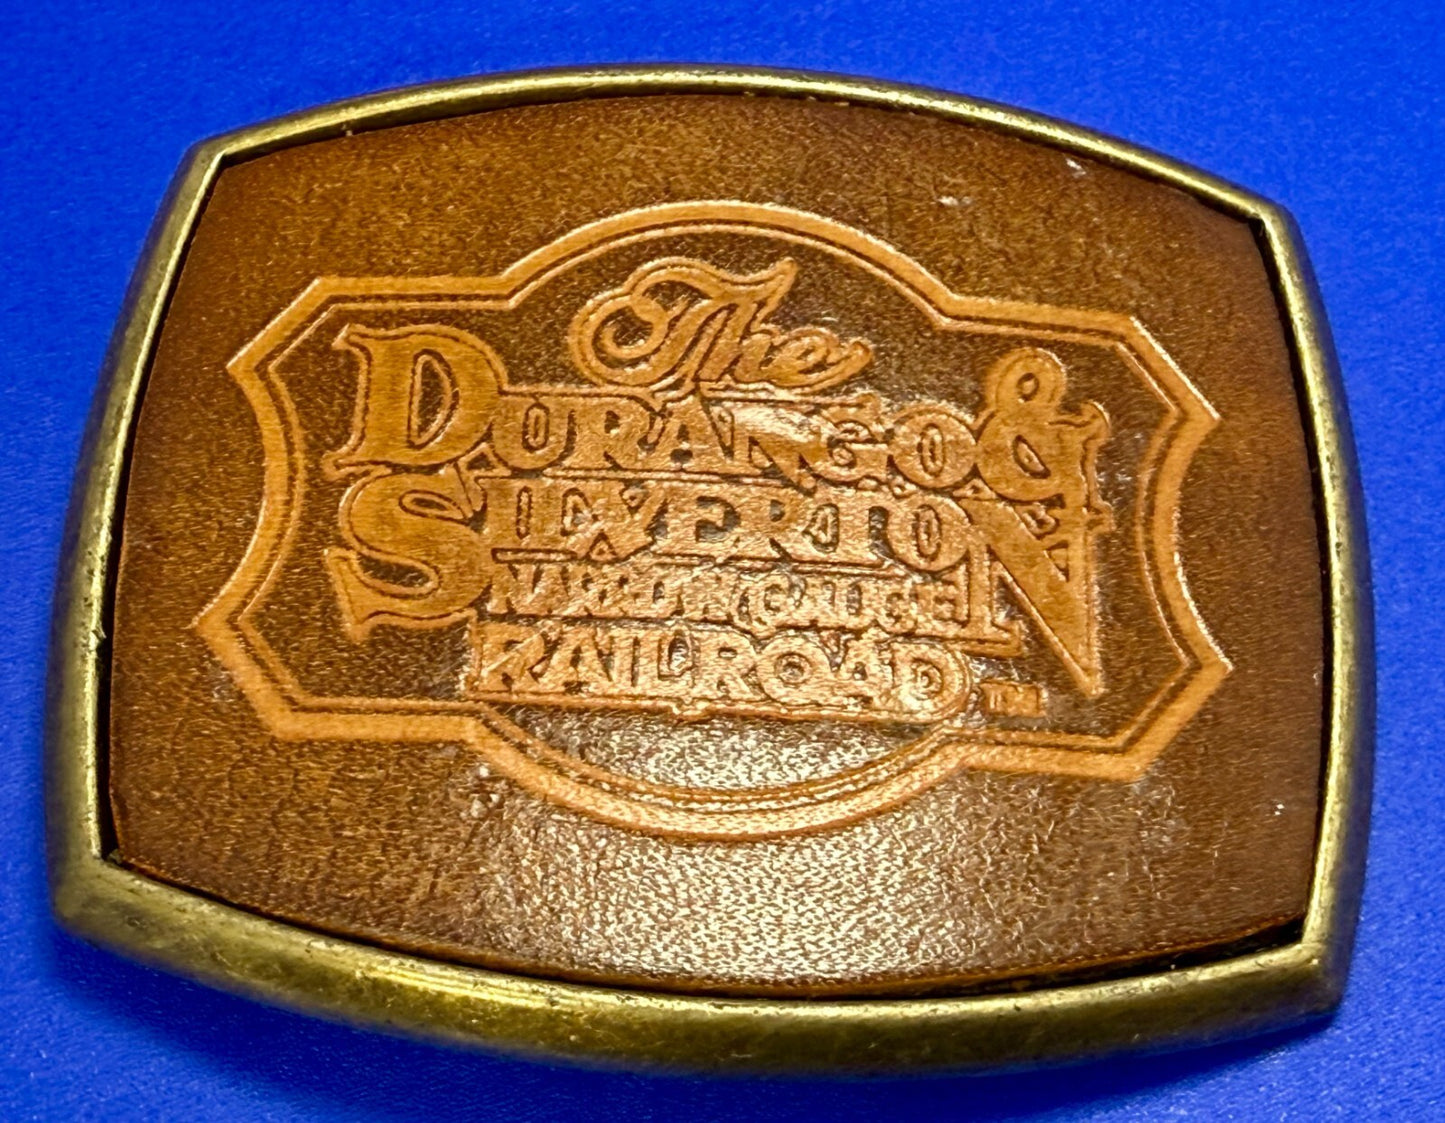 The
DURANGO &
SILVERTON
NARROW GAUGE
RAILROAD TM